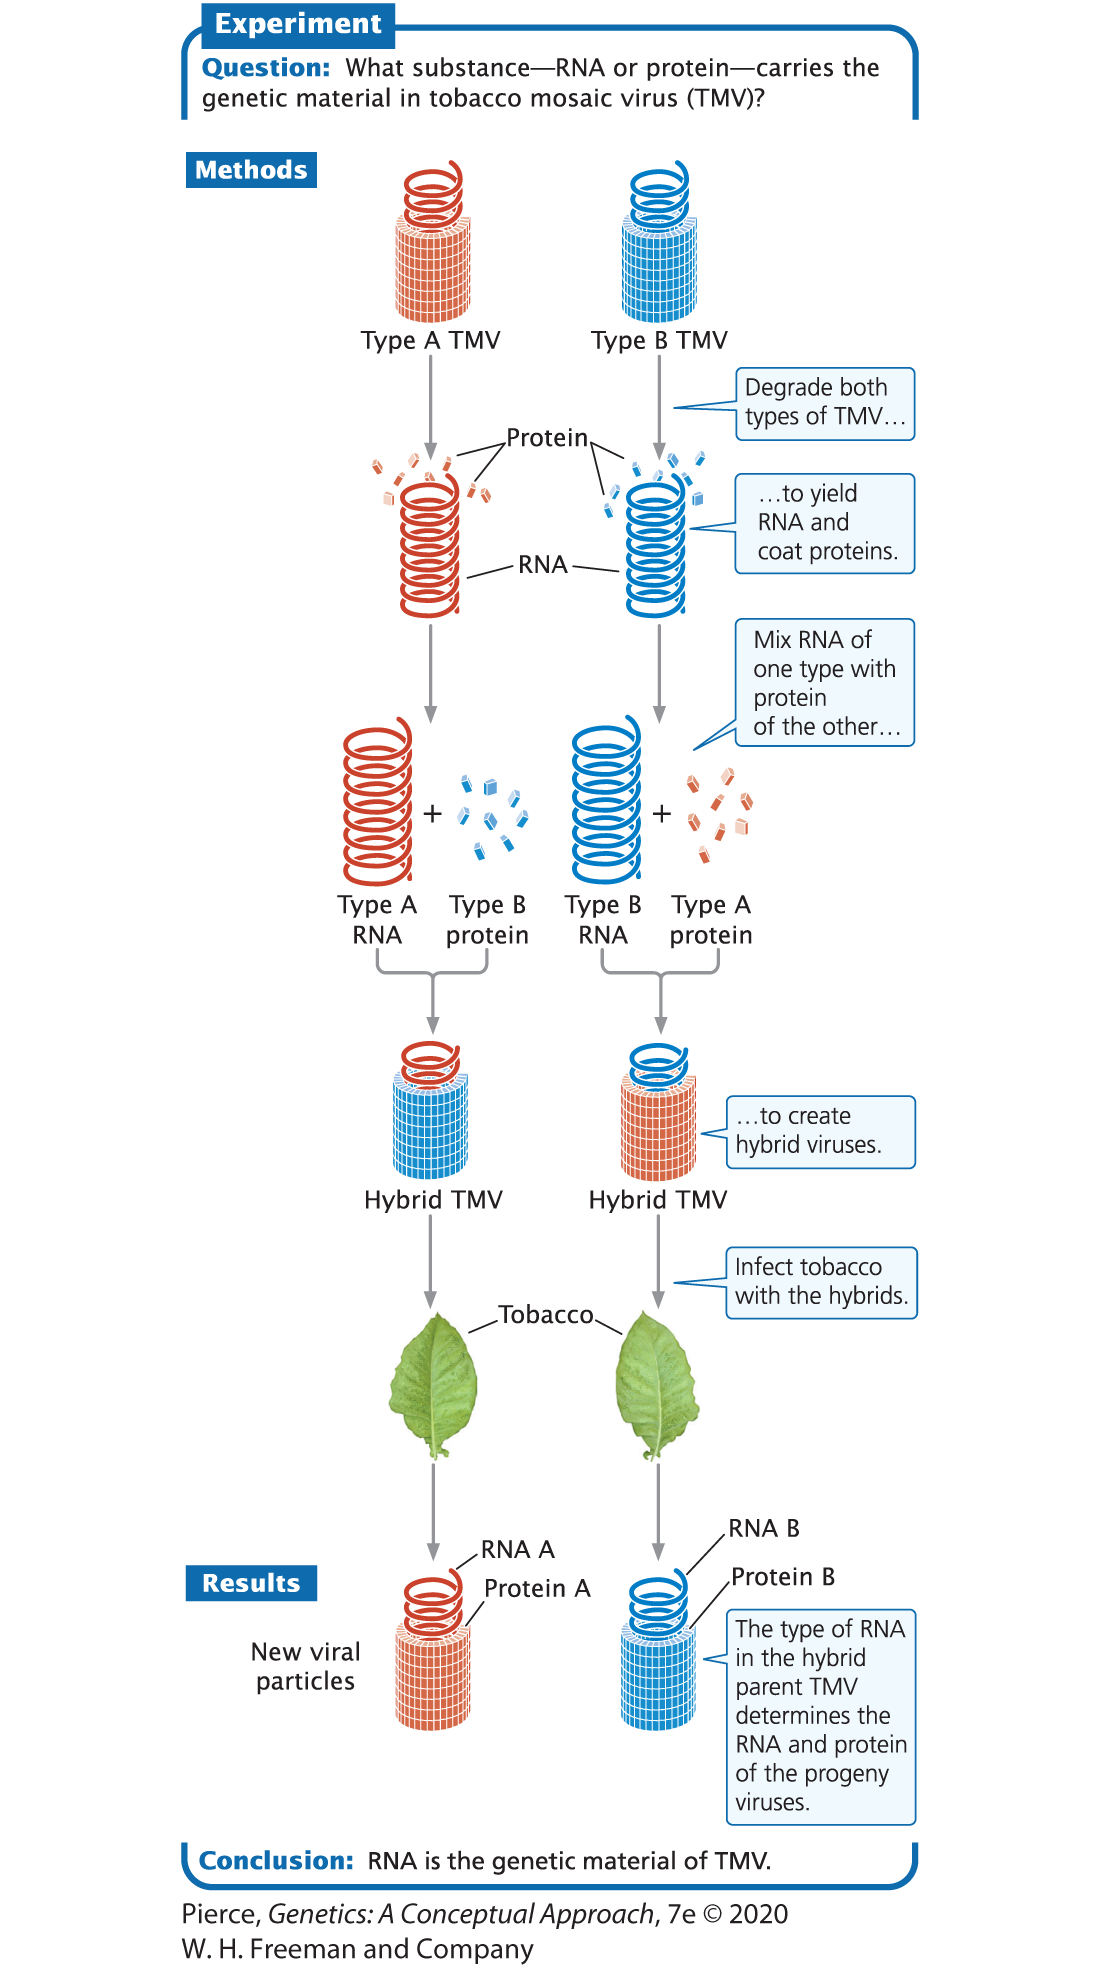 Experiment
Question: What substance—RNA or protein—carries the
genetic material in tobacco mosaic virus (TMV)?
Methods
Type A TMV
Type B TMV
Degrade both
types of TMV…
Protein
…to yield
RNA and
coat proteins.
RNA
Mix RNA of
one type with
protein
of the other…
+
+
Type A
RNA
Type B
protein
Type B
RNA
Type A
protein
…to create
hybrid viruses.
Hybrid TMV
Hybrid TMV
Infect tobacco
with the hybrids.
Tobacco
RNA B
RNA A
Results
Protein A
Protein B
New viral
particles
The type of RNA
in the hybrid
parent TMV
determines the
RNA and protein
of the progeny
viruses.
Conclusion: RNA is the genetic material of TMV.
Pierce, Genetics: A Conceptual Approach, 7e © 2020
W. H. Freeman and Company